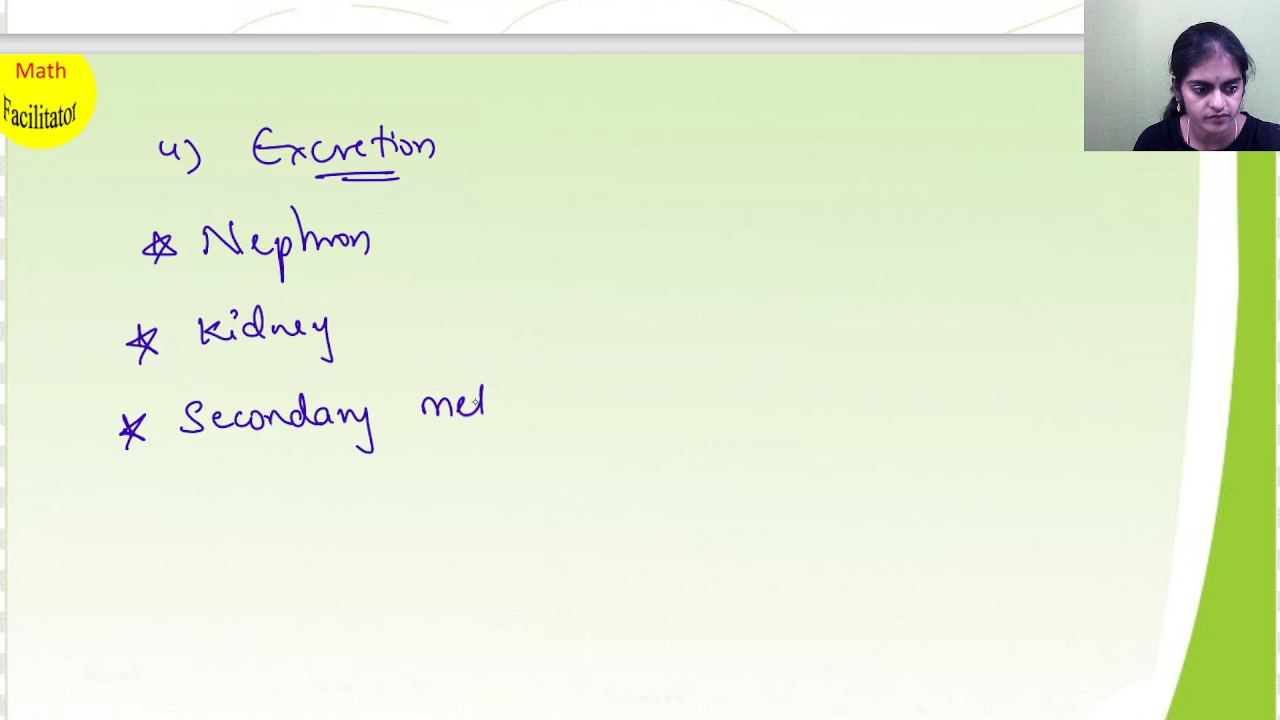 Math
Facilitator
4) Excretion
* Nephron
* Kidney
* Secondary met